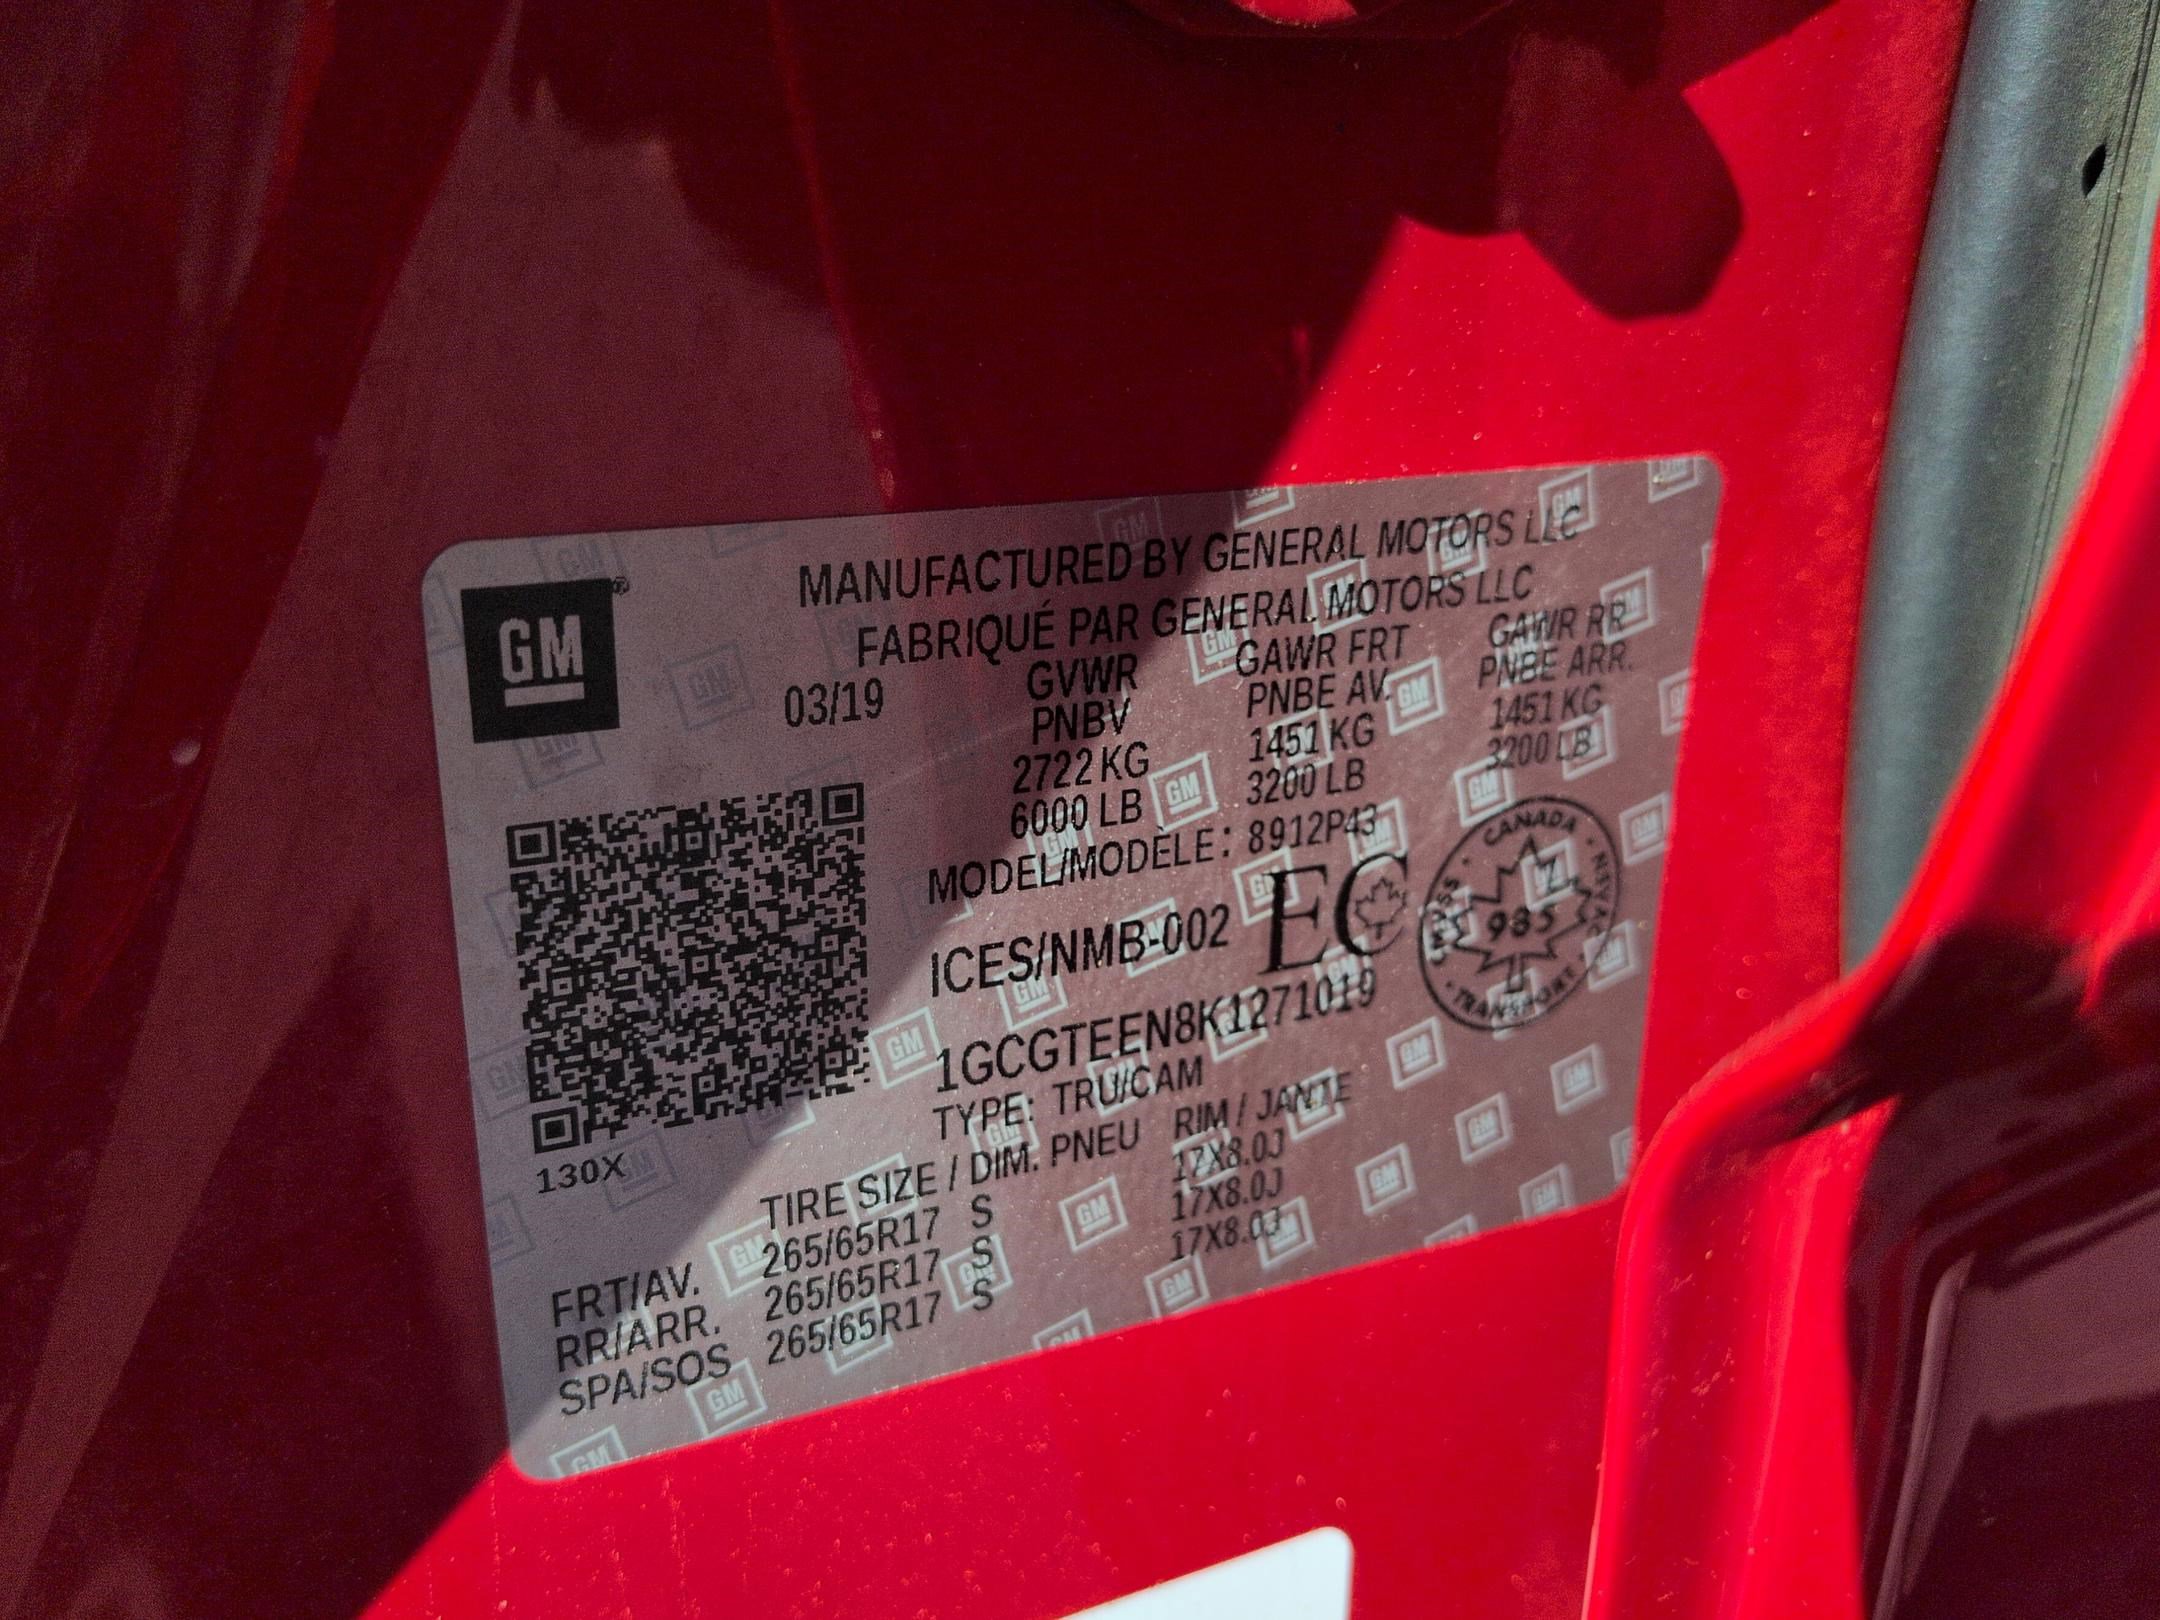 GM®
MANUFACTURED BY GENERAL MOTORS LLC
FABRIQUÉ PAR GENERAL MOTORS LLC
03/19
GVWR GAWR FRT GAWR RR
PNBV PNBE AV. PNBE ARR.
2722 KG 1451 KG 1451 KG
6000 LB 3200 LB 3200 LB
MODEL/MODÈLE: 8912P43
ICES/NMB-002 EC
CANADA
985
TRANSPORT
1GCGTEEN8K1271019
TYPE: TRU/CAM
130X
TIRE SIZE / DIM. PNEU RIM / JANTE
FRT/AV. 265/65R17 S 17X8.0J
RR/ARR. 265/65R17 S 17X8.0J
SPA/SOS 265/65R17 S 17X8.0J